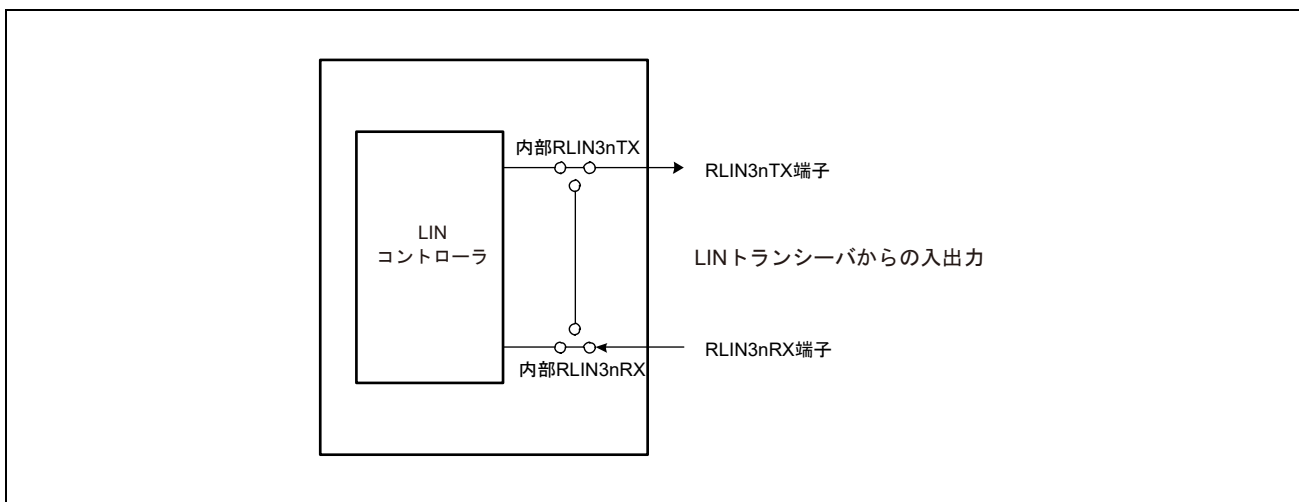 内部RLIN3nTX
RLIN3nTX端子
LIN
コントローラ
LINトランシーバからの入出力
RLIN3nRX端子
内部RLIN3nRX